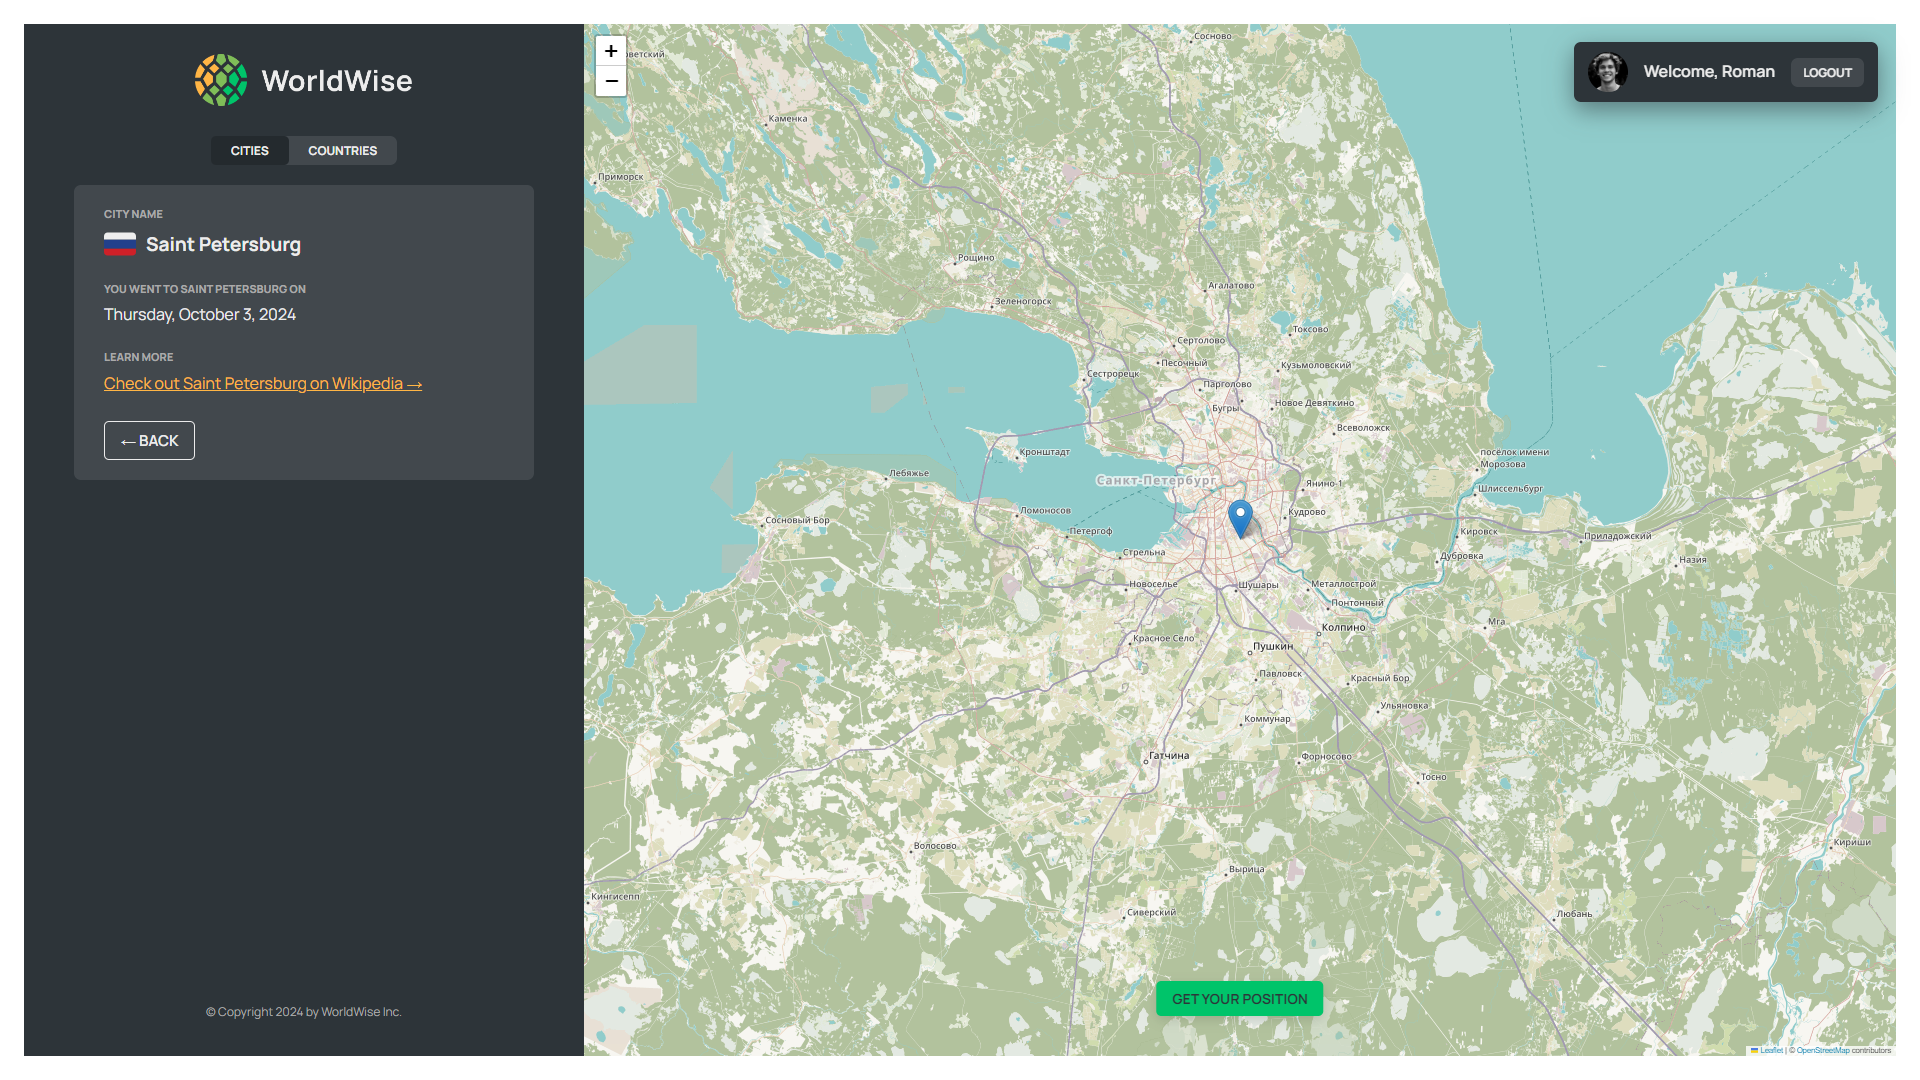 WorldWise
CITIES
COUNTRIES
CITY NAME
Saint Petersburg
YOU WENT TO SAINT PETERSBURG ON
Thursday, October 3, 2024
LEARN MORE
Check out Saint Petersburg on Wikipedia →
← BACK
© Copyright 2024 by WorldWise Inc.
+
−
Welcome, Roman
LOGOUT
Сосново
Каменка
Приморск
Рощино
Зеленогорск
Агалатово
Токсово
Сертолово
Песочный
Кузьмоловский
Сестрорецк
Парголово
Бугры
Новое Девяткино
Всеволожск
Кронштадт
посёлок имени
Морозова
Лебяжье
Санкт-Петербург
Янино-1
Шлиссельбург
Ломоносов
Кудрово
Сосновый Бор
Петергоф
Кировск
Приладожский
Стрельна
Дубровка
Назия
Новоселье
Шушары
Металлострой
Понтонный
Мга
Колпино
Красное Село
Пушкин
Павловск
Красный Бор
Ульяновка
Коммунар
Гатчина
Форносово
Тосно
Кириши
Волосово
Вырица
Кингисепп
Сиверский
Любань
GET YOUR POSITION
Leaflet | © OpenStreetMap contributors